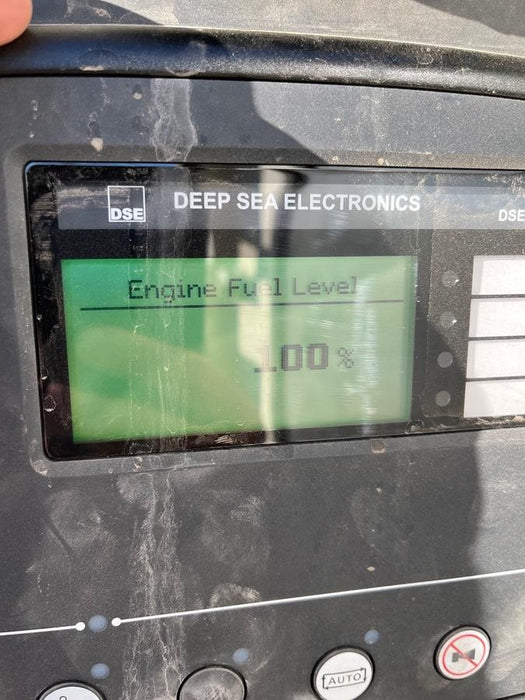 DSE
DEEP SEA ELECTRONICS
DSE
Engine Fuel Level
100 %
AUTO